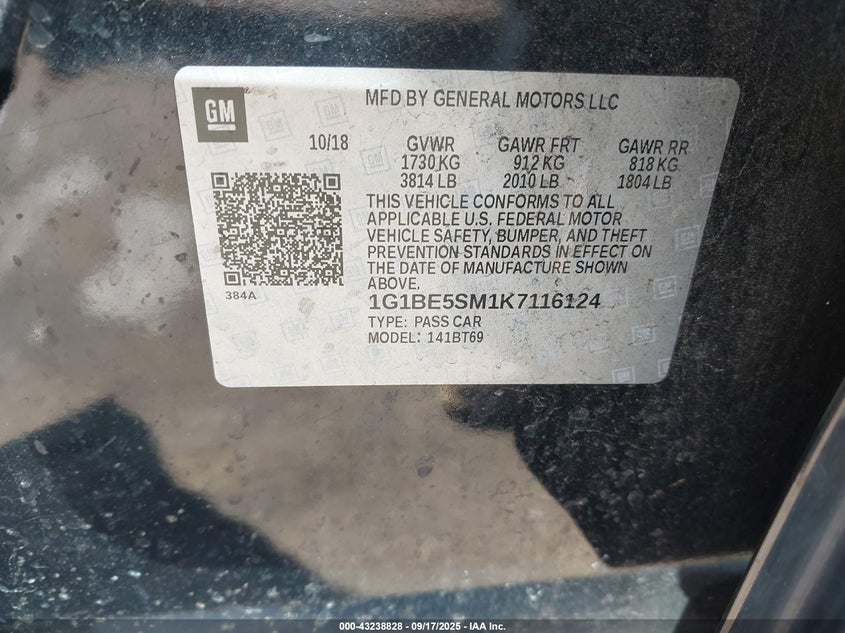 GM
MFD BY GENERAL MOTORS LLC
10/18 GVWR GAWR FRT GAWR RR
1730 KG 912 KG 818 KG
3814 LB 2010 LB 1804 LB
THIS VEHICLE CONFORMS TO ALL
APPLICABLE U.S. FEDERAL MOTOR
VEHICLE SAFETY, BUMPER, AND THEFT
PREVENTION STANDARDS IN EFFECT ON
THE DATE OF MANUFACTURE SHOWN
ABOVE.
384A
1G1BE5SM1K7116124
TYPE: PASS CAR
MODEL: 141BT69
000-43238828 - 09/17/2025 - IAA Inc.